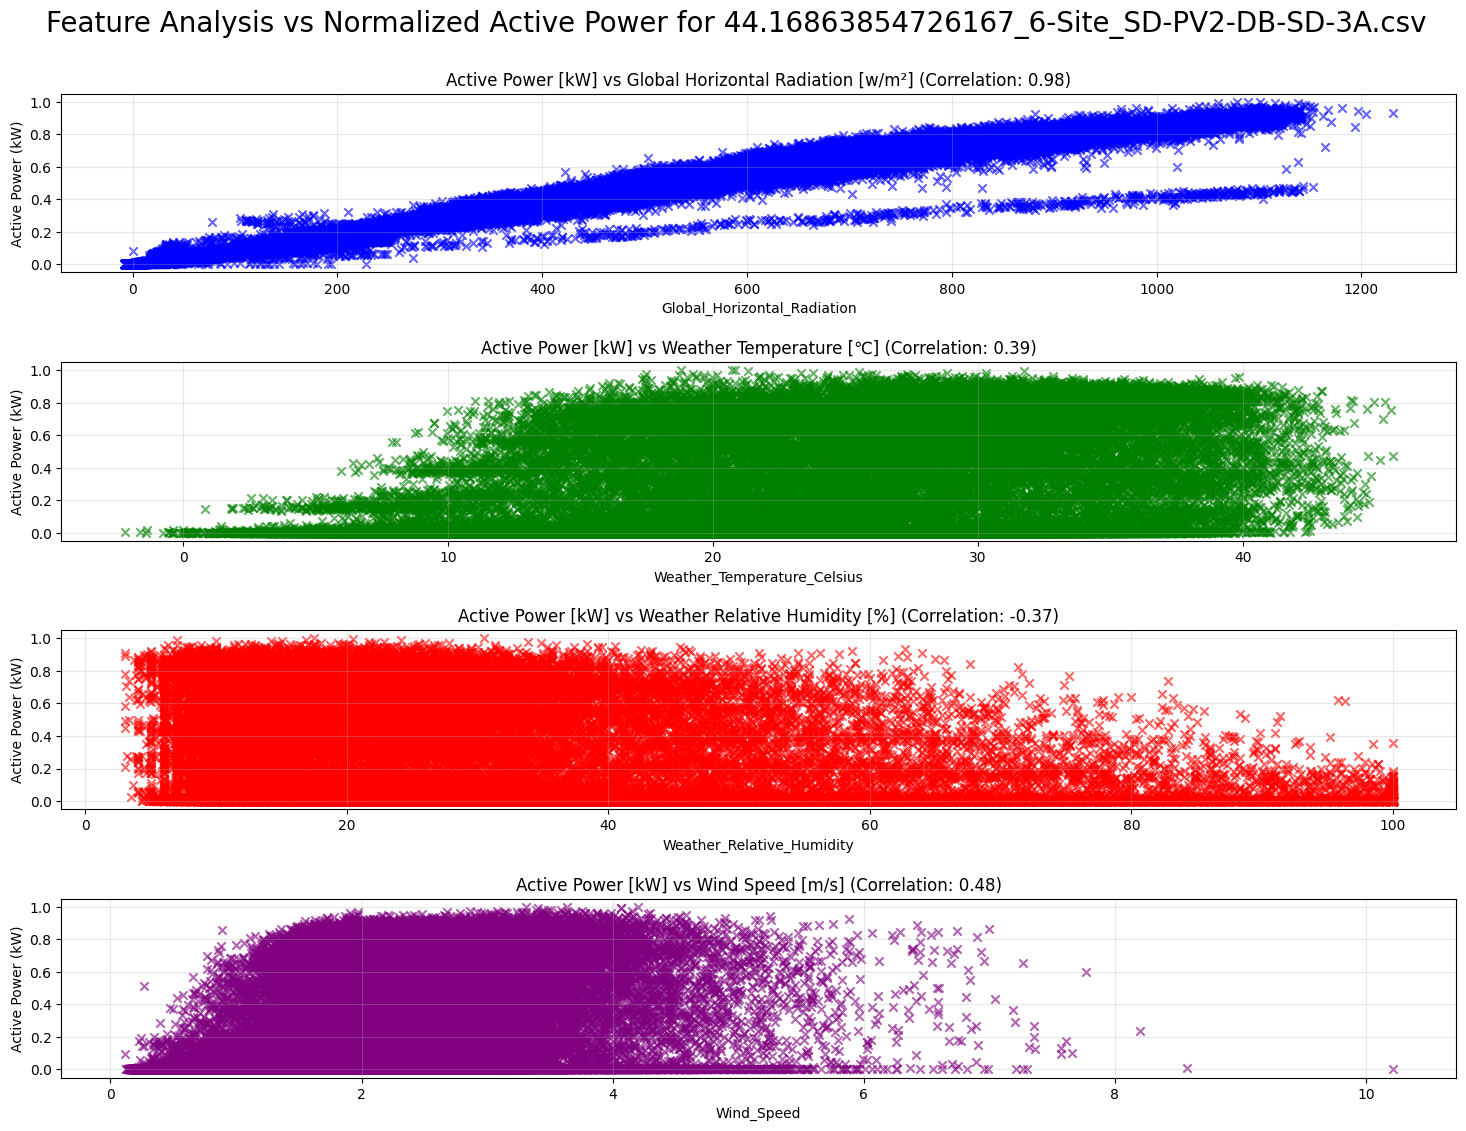 Feature Analysis vs Normalized Active Power for 44.16863854726167_6-Site_SD-PV2-DB-SD-3A.csv
Active Power [kW] vs Global Horizontal Radiation [w/m²] (Correlation: 0.98)
Active Power (kW)
1.0
0.8
0.6
0.4
0.2
0.0
0 200 400 600 800 1000 1200
Global_Horizontal_Radiation
Active Power [kW] vs Weather Temperature [℃] (Correlation: 0.39)
Active Power (kW)
1.0
0.8
0.6
0.4
0.2
0.0
0 10 20 30 40
Weather_Temperature_Celsius
Active Power [kW] vs Weather Relative Humidity [%] (Correlation: -0.37)
Active Power (kW)
1.0
0.8
0.6
0.4
0.2
0.0
0 20 40 60 80 100
Weather_Relative_Humidity
Active Power [kW] vs Wind Speed [m/s] (Correlation: 0.48)
Active Power (kW)
1.0
0.8
0.6
0.4
0.2
0.0
0 2 4 6 8 10
Wind_Speed